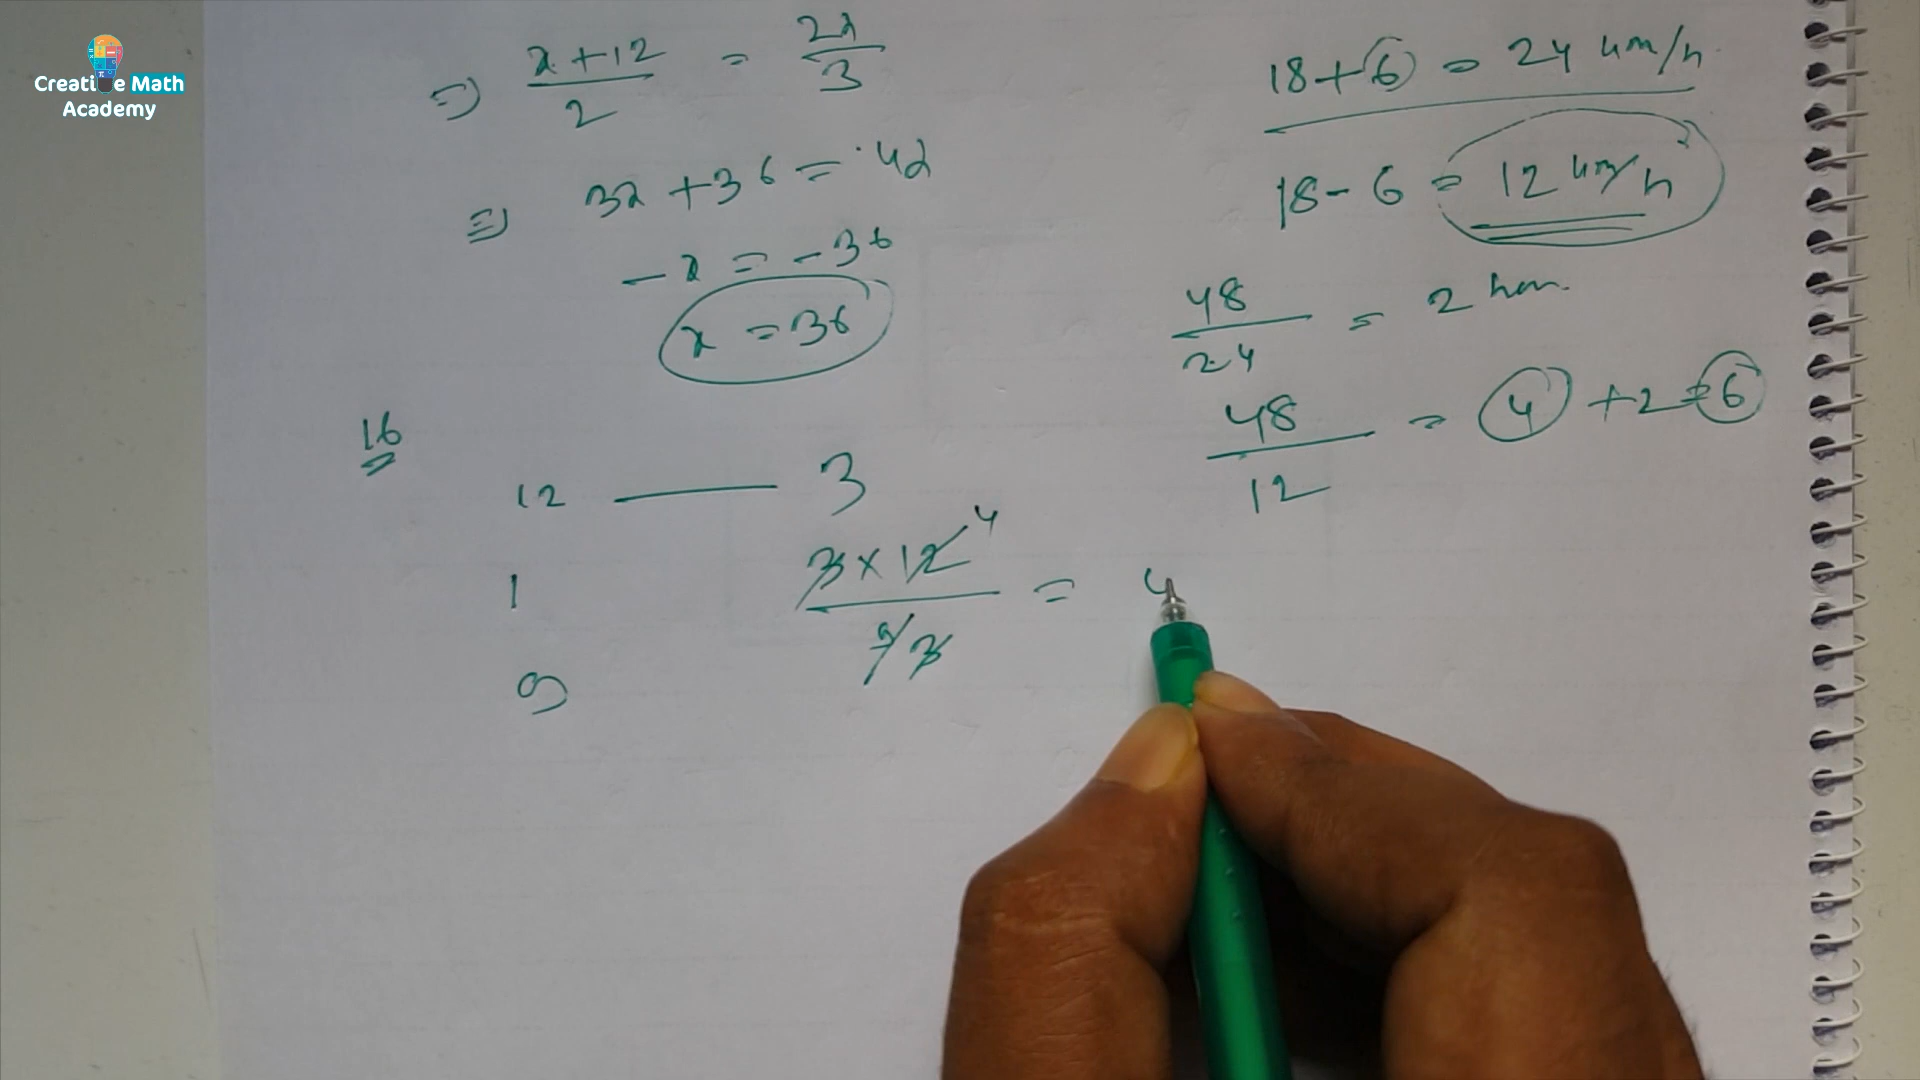 Creative Math
Academy
=) x+12/2 = 2x/3
=) 3x+36 = 4x
-x = -36
x = 36
18+6 = 24 km/h
18-6 = 12 km/h
48/24 = 2 hour.
48/12 = 4 +2=6
16
12 — 3
1 3×12/9 3 = 4
4
9